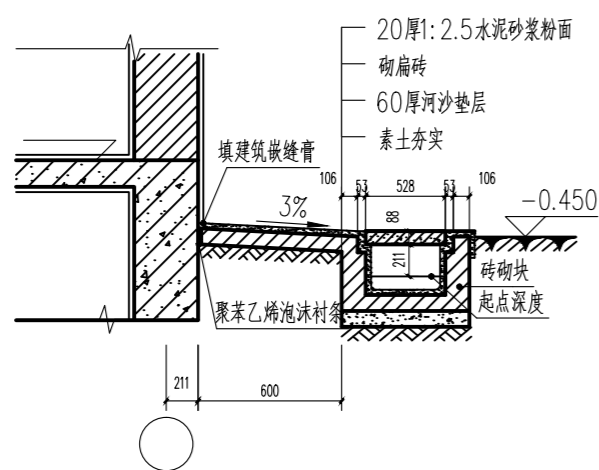 20厚1:2.5水泥砂浆粉面
砌扁砖
60厚河沙垫层
素土夯实
填建筑嵌缝膏
106 53 528 53 106
3%
88
-0.450
211
砖砌块
起点深度
聚苯乙烯泡沫衬条
211 600